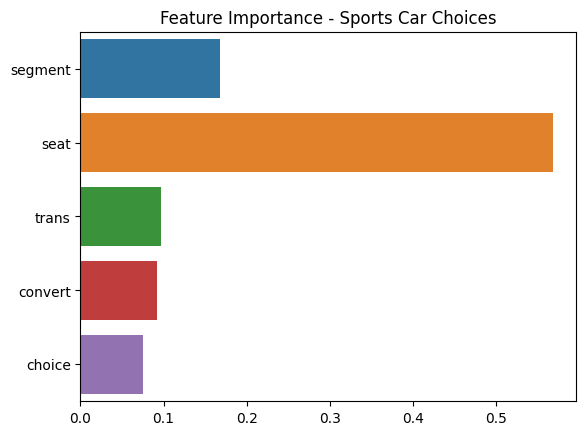 Feature Importance - Sports Car Choices
segment
seat
trans
convert
choice
0.0 0.1 0.2 0.3 0.4 0.5